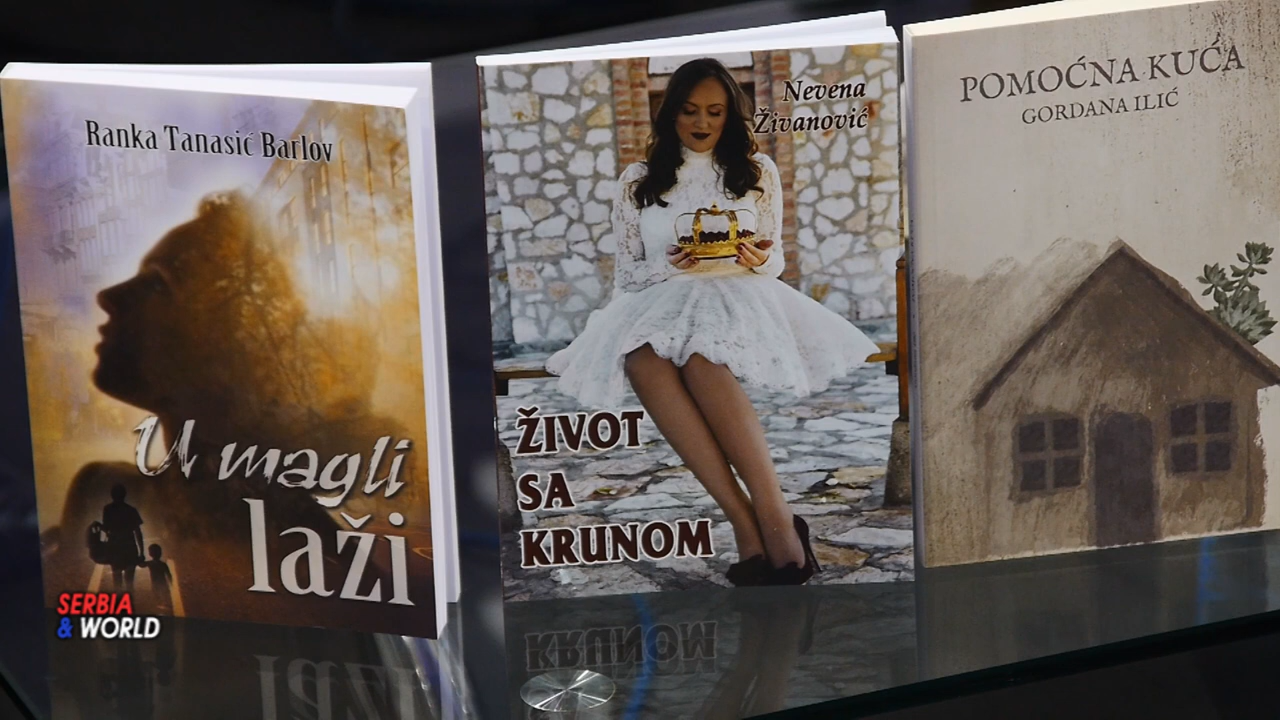 Ranka Tanasić Barlov
U magli
laži
SERBIA
& WORLD
Nevena
Živanović
ŽIVOT
SA
KRUNOM
POMOĆNA KUĆA
GORDANA ILIĆ